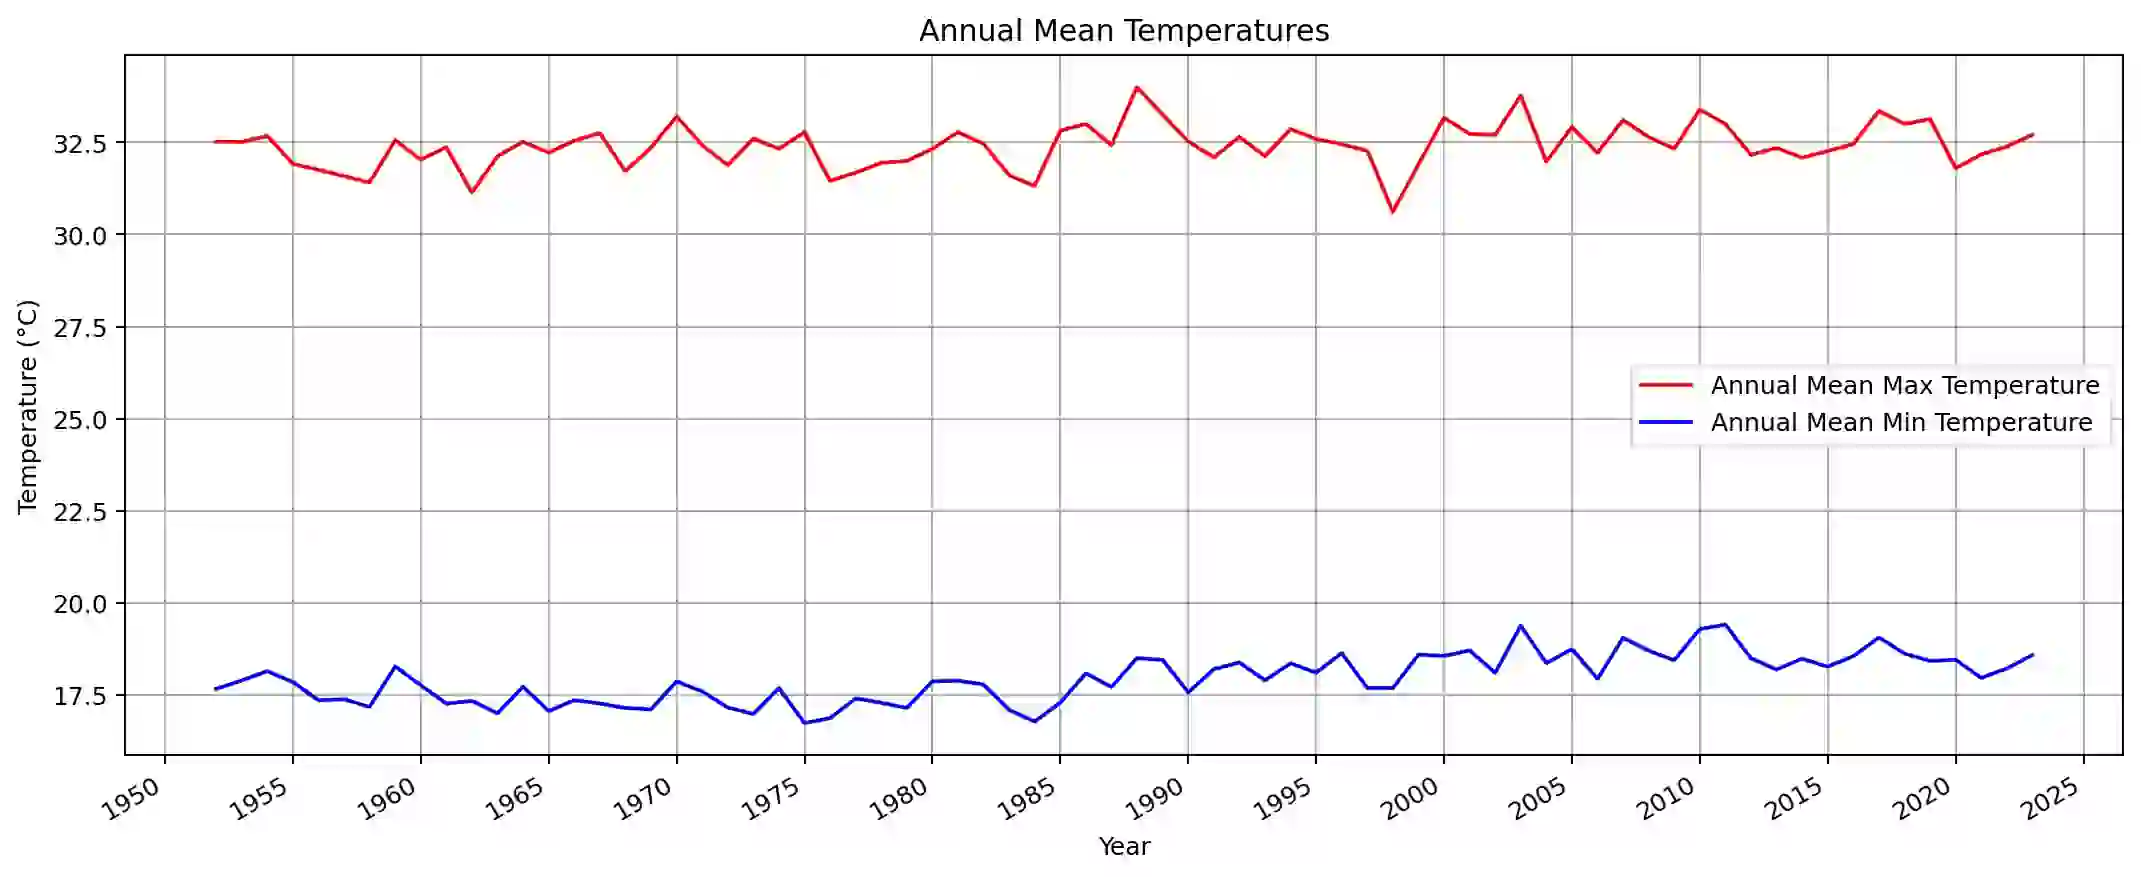 Annual Mean Temperatures
Temperature (°C)
32.5
30.0
27.5
25.0
22.5
20.0
17.5
Annual Mean Max Temperature
Annual Mean Min Temperature
1950 1955 1960 1965 1970 1975 1980 1985 1990 1995 2000 2005 2010 2015 2020 2025
Year